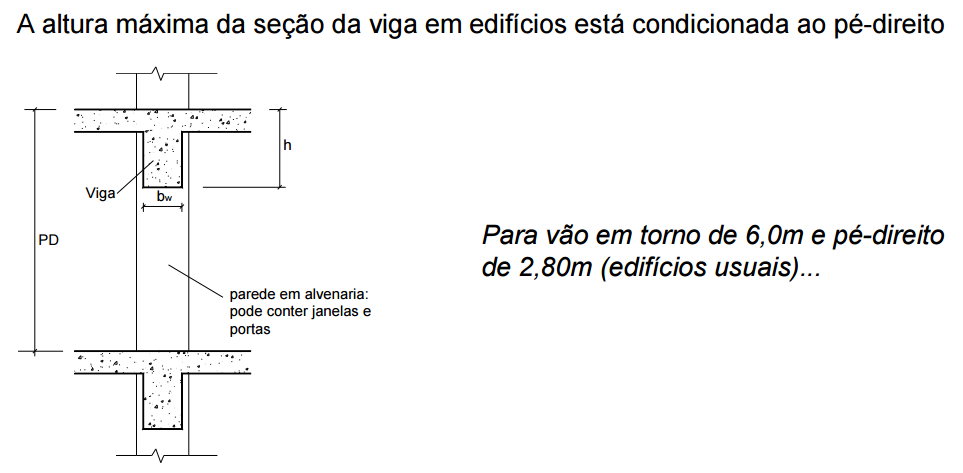 A altura máxima da seção da viga em edifícios está condicionada ao pé-direito
h
Viga
bw
PD
Para vão em torno de 6,0m e pé-direito
de 2,80m (edifícios usuais)...
parede em alvenaria:
pode conter janelas e
portas